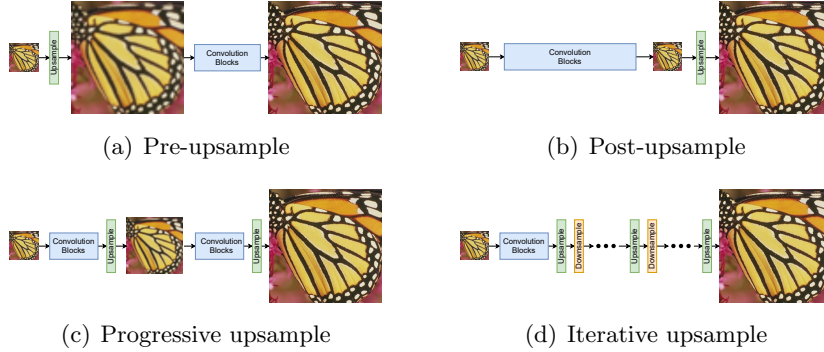 Upsample
Convolution
Blocks
(a) Pre-upsample
Convolution
Blocks
Upsample
(b) Post-upsample
Convolution
Blocks
Upsample
Convolution
Blocks
Upsample
(c) Progressive upsample
Convolution
Blocks
Upsample
Downsample
Upsample
Downsample
Upsample
(d) Iterative upsample